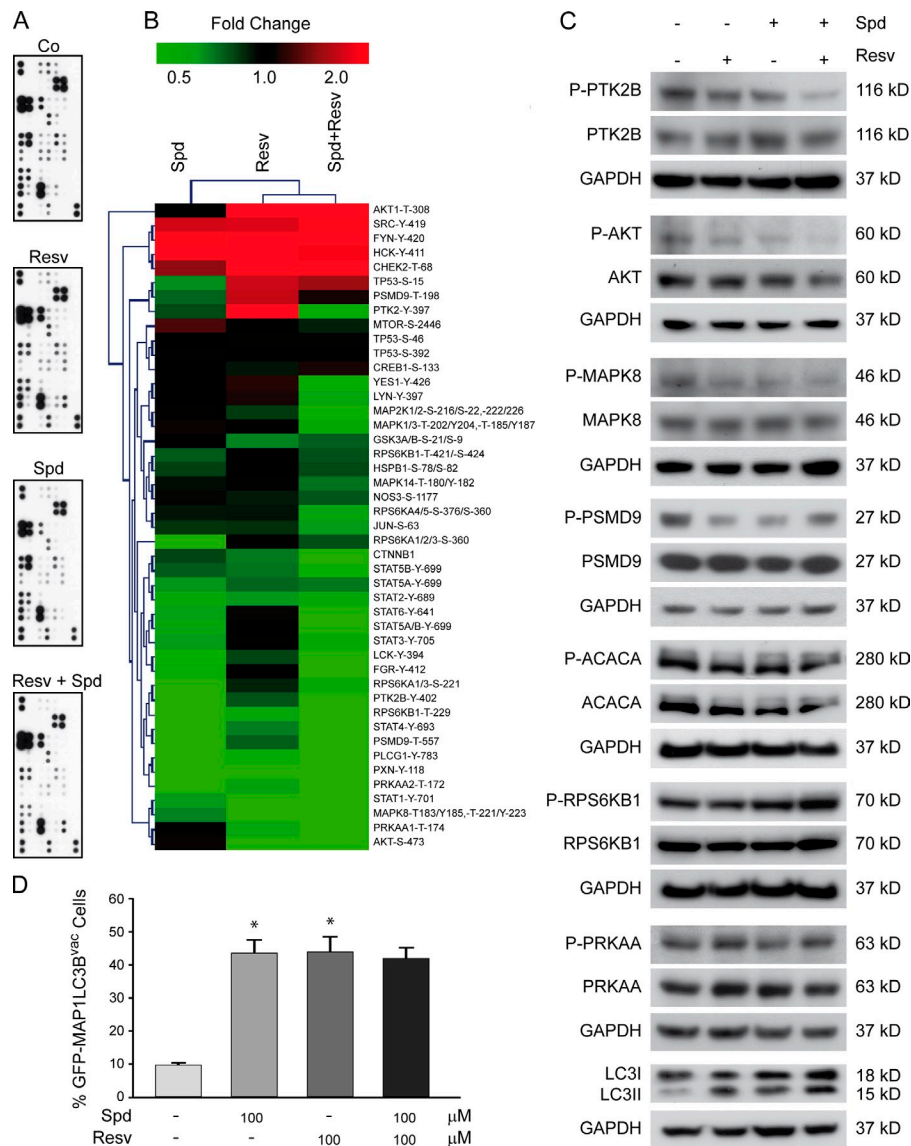 A
Co
Resv
Spd
Resv + Spd
B
Fold Change
0.5 1.0 2.0
Spd Resv Spd+Resv
AKT1-T-308
SRC-Y-419
FYN-Y-420
HCK-Y-411
CHEK2-T-68
TP53-S-15
PSMD9-T-198
PTK2-Y-397
MTOR-S-2446
TP53-S-46
TP53-S-392
CREB1-S-133
YES1-Y-426
LYN-Y-397
MAP2K1/2-S-216/S-22,-222/226
MAPK1/3-T-202/Y204,-T-185/Y187
GSK3A/B-S-21/S-9
RPS6KB1-T-421/-S-424
HSPB1-S-78/S-82
MAPK14-T-180/Y-182
NOS3-S-1177
RPS6KA4/5-S-376/S-360
JUN-S-63
RPS6KA1/2/3-S-360
CTNNB1
STAT5B-Y-699
STAT5A-Y-699
STAT2-Y-689
STAT6-Y-641
STAT5A/B-Y-699
STAT3-Y-705
LCK-Y-394
FGR-Y-412
RPS6KA1/3-S-221
PTK2B-Y-402
RPS6KB1-T-229
STAT4-Y-693
PSMD9-T-557
PLCG1-Y-783
PXN-Y-118
PRKAA2-T-172
STAT1-Y-701
MAPK8-T183/Y185,-T-221/Y-223
PRKAA1-T-174
AKT-S-473
C
- - + + Spd
- + - + Resv
P-PTK2B 116 kD
PTK2B 116 kD
GAPDH 37 kD
P-AKT 60 kD
AKT 60 kD
GAPDH 37 kD
P-MAPK8 46 kD
MAPK8 46 kD
GAPDH 37 kD
P-PSMD9 27 kD
PSMD9 27 kD
GAPDH 37 kD
P-ACACA 280 kD
ACACA 280 kD
GAPDH 37 kD
P-RPS6KB1 70 kD
RPS6KB1 70 kD
GAPDH 37 kD
P-PRKAA 63 kD
PRKAA 63 kD
GAPDH 37 kD
LC3I 18 kD
LC3II 15 kD
GAPDH 37 kD
D
% GFP-MAP1LC3Bvac Cells
60
50
40
30
20
10
0
* *
Spd - 100 - 100 µM
Resv - - 100 100 µM